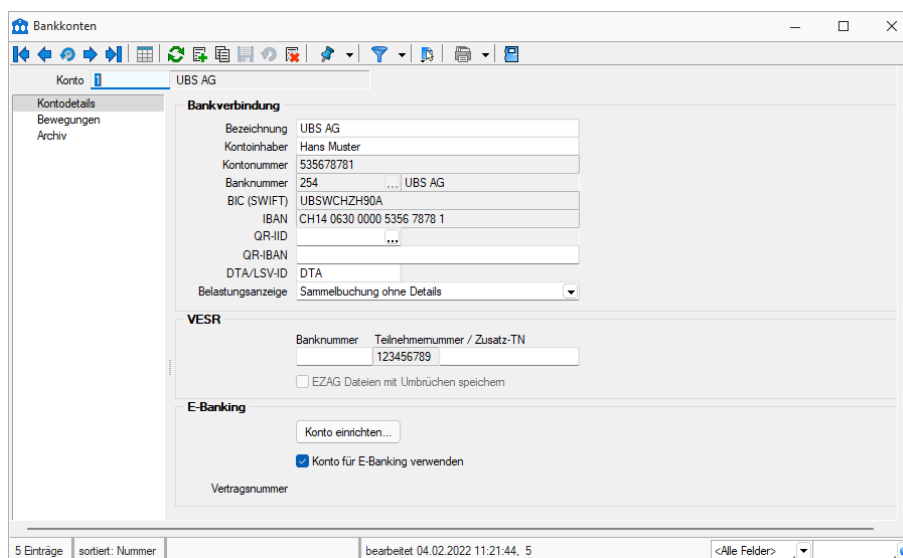 Bankkonten
Konto 1 UBS AG
Kontodetails
Bewegungen
Archiv
Bankverbindung
Bezeichnung UBS AG
Kontoinhaber Hans Muster
Kontonummer 535678781
Banknummer 254 ... UBS AG
BIC (SWIFT) UBSWCHZH90A
IBAN CH14 0630 0000 5356 7878 1
QR-IID ...
QR-IBAN
DTA/LSV-ID DTA
Belastungsanzeige Sammelbuchung ohne Details
VESR
Banknummer Teilnehmernummer / Zusatz-TN
123456789
EZAG Dateien mit Umbrüchen speichern
E-Banking
Konto einrichten...
Konto für E-Banking verwenden
Vertragsnummer
5 Einträge sortiert: Nummer bearbeitet 04.02.2022 11:21:44, 5 <Alle Felder>